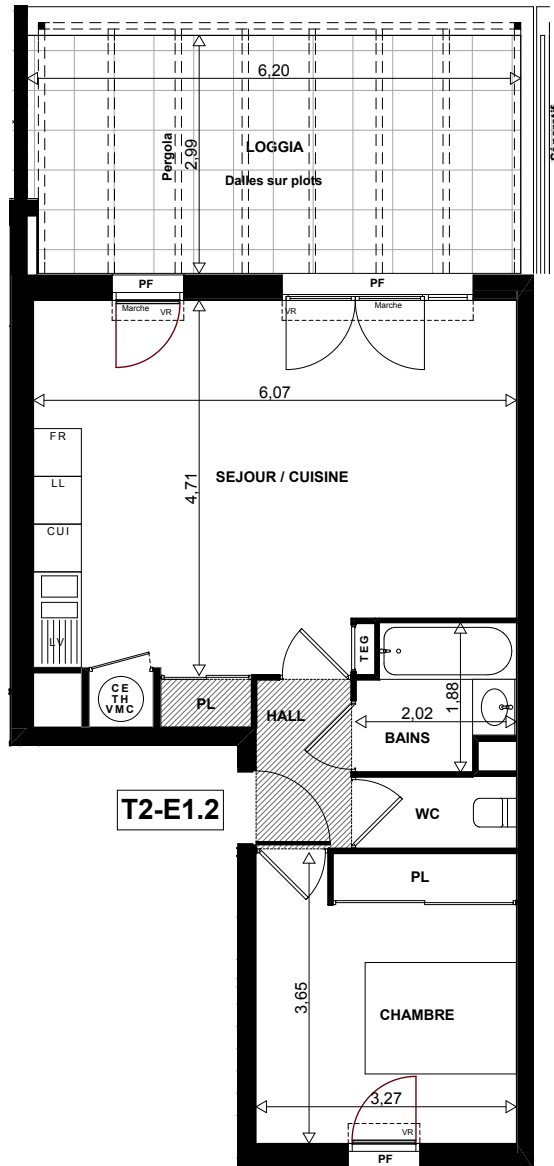 6,20
Pergola
2,99
LOGGIA
Dalles sur plots
PF
PF
Marche
VR
VR
Marche
6,07
FR
4,71
SEJOUR / CUISINE
LL
CUI
LV
TEG
CE
TH
VMC
PL
HALL
1,88
2,02
BAINS
T2-E1.2
WC
PL
3,65
CHAMBRE
3,27
VR
PF